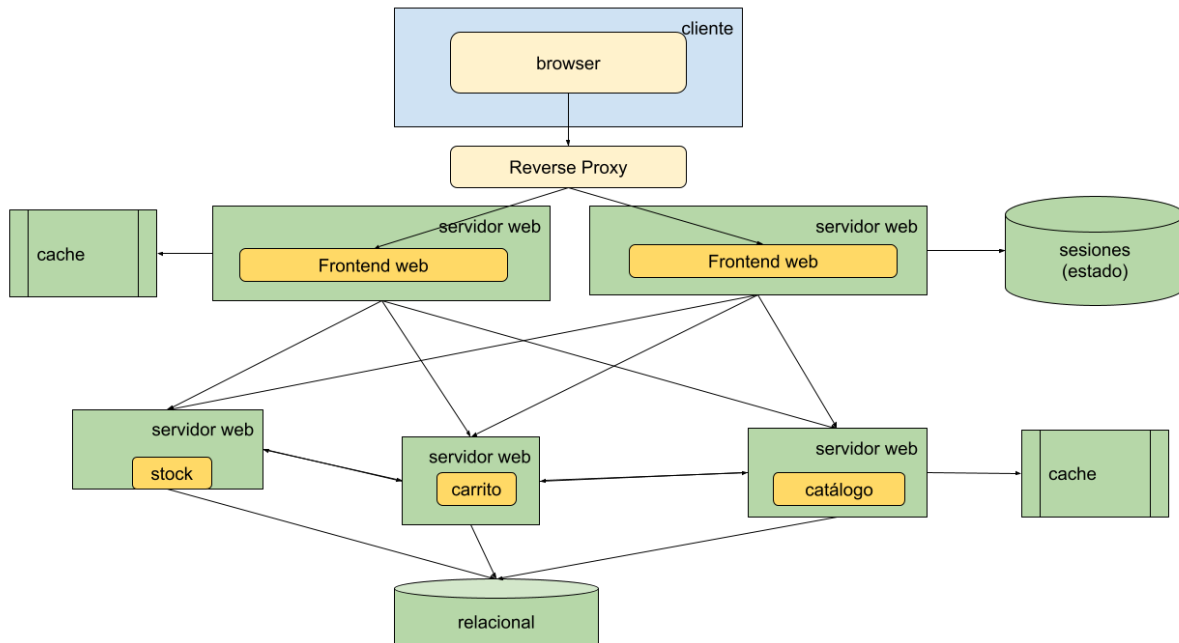 cliente
browser
Reverse Proxy
cache
servidor web
Frontend web
servidor web
Frontend web
sesiones
(estado)
servidor web
stock
servidor web
carrito
servidor web
catálogo
cache
relacional